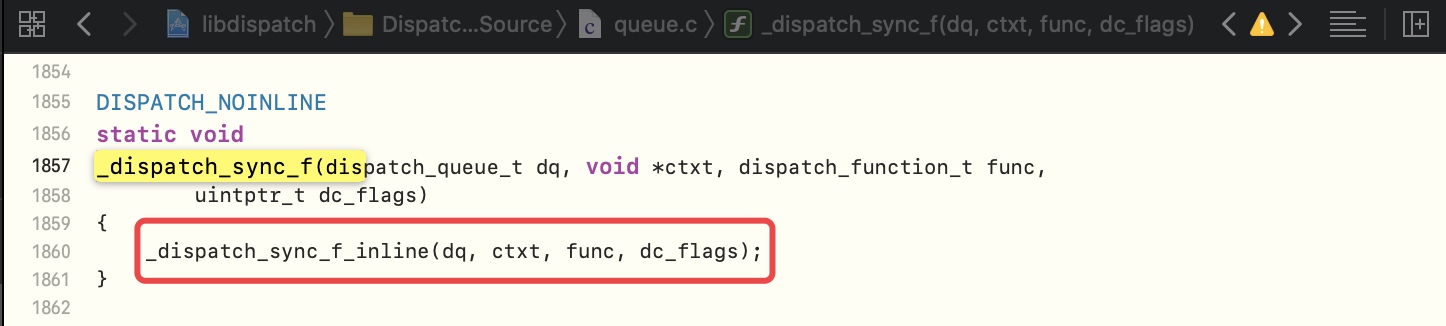 libdispatch Dispatc...Source queue.c f _dispatch_sync_f(dq, ctxt, func, dc_flags)
1854
1855 DISPATCH_NOINLINE
1856 static void
1857 _dispatch_sync_f(dispatch_queue_t dq, void *ctxt, dispatch_function_t func,
1858 uintptr_t dc_flags)
1859 {
1860 _dispatch_sync_f_inline(dq, ctxt, func, dc_flags);
1861 }
1862